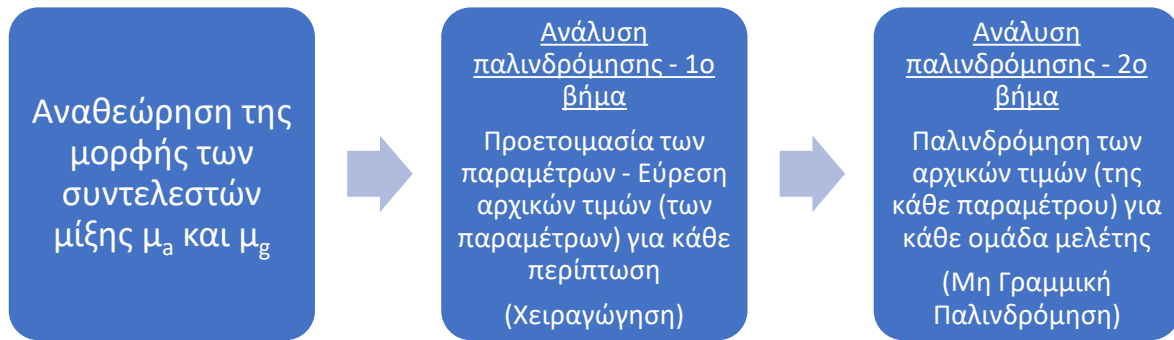 Αναθεώρηση της
μορφής των
συντελεστών
μίξης μa και μg
Ανάλυση
παλινδρόμησης - 1ο
βήμα
Προετοιμασία των
παραμέτρων - Εύρεση
αρχικών τιμών (των
παραμέτρων) για κάθε
περίπτωση
(Χειραγώγηση)
Ανάλυση
παλινδρόμησης - 2ο
βήμα
Παλινδρόμηση των
αρχικών τιμών (της
κάθε παραμέτρου) για
κάθε ομάδα μελέτης
(Μη Γραμμική
Παλινδρόμηση)